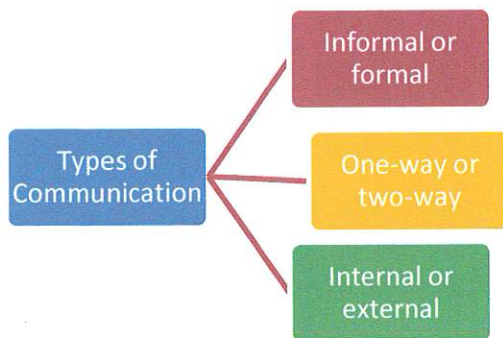 Types of
Communication
Informal or
formal
One-way or
two-way
Internal or
external